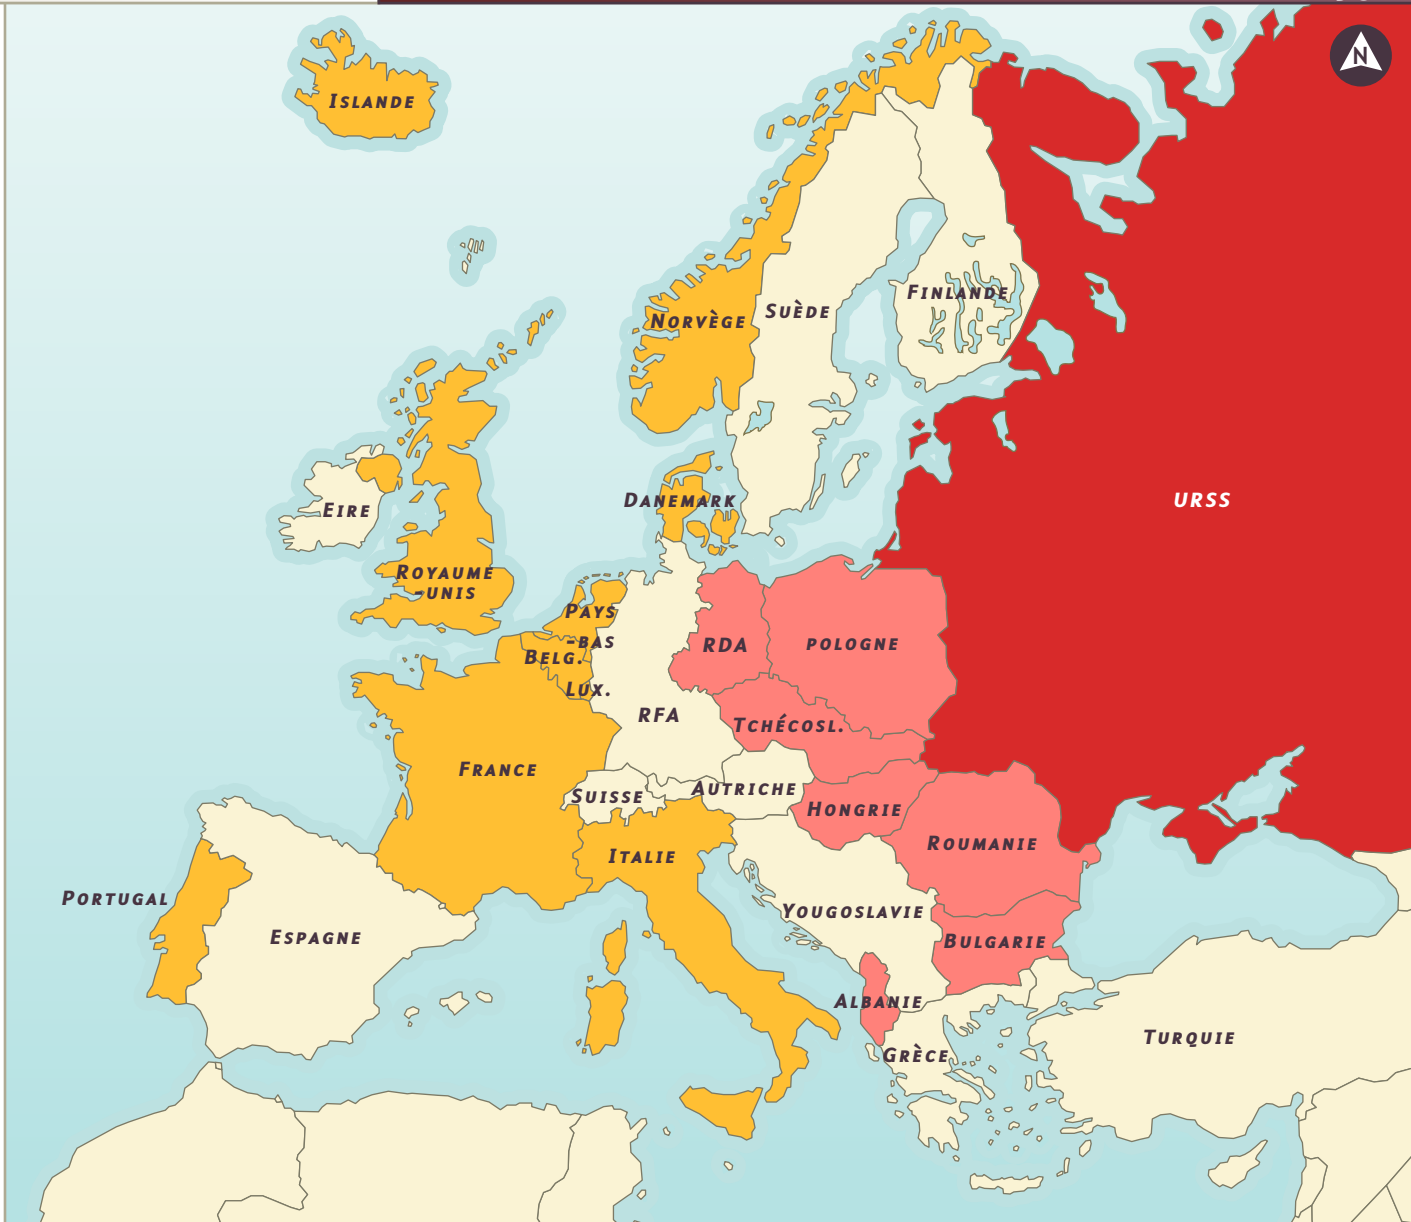 N
ISLANDE
FINLANDE
SUÈDE
NORVÈGE
DANEMARK
URSS
EIRE
ROYAUME
-UNIS
PAYS
-BAS
BELG.
LUX.
RDA
POLOGNE
RFA
TCHÉCOSL.
FRANCE
SUISSE
AUTRICHE
HONGRIE
ROUMANIE
ITALIE
PORTUGAL
ESPAGNE
YOUGOSLAVIE
BULGARIE
ALBANIE
GRÈCE
TURQUIE